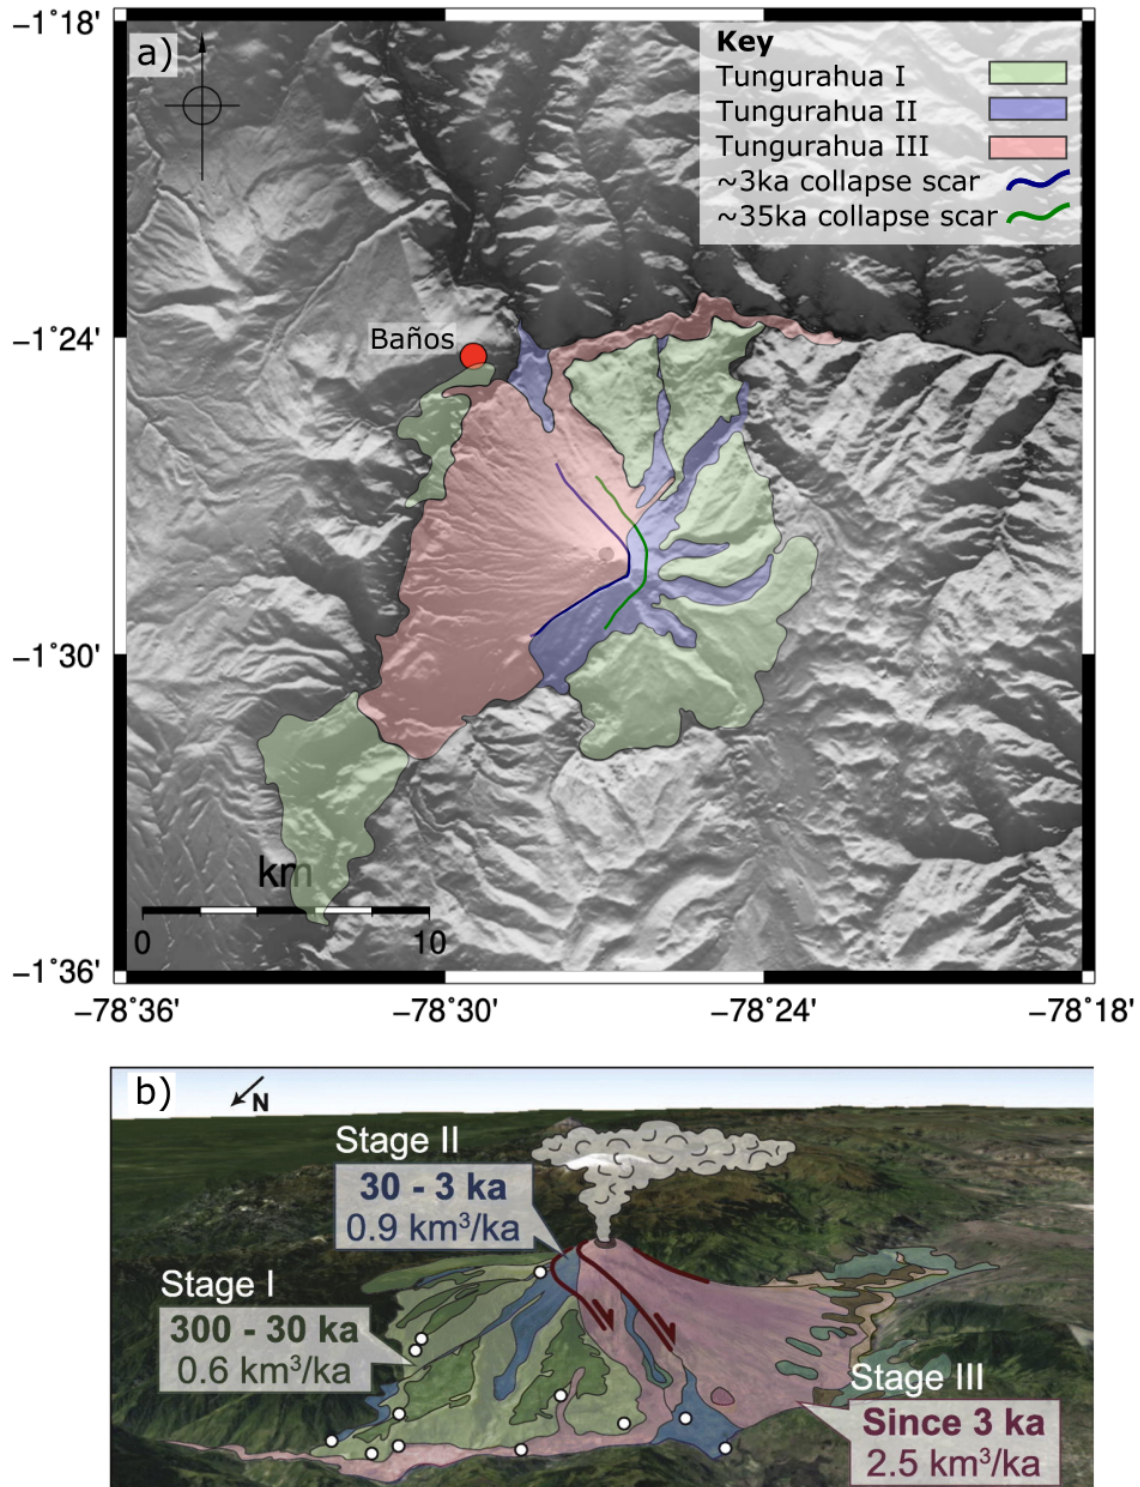 −1˚18'
a)
Key
Tungurahua I
Tungurahua II
Tungurahua III
~3ka collapse scar
~35ka collapse scar
−1˚24'
Baños
−1˚30'
km
0 10
−1˚36'
−78˚36' −78˚30' −78˚24' −78˚18'
b)
N
Stage II
30 - 3 ka
0.9 km³/ka
Stage I
300 - 30 ka
0.6 km³/ka
Stage III
Since 3 ka
2.5 km³/ka